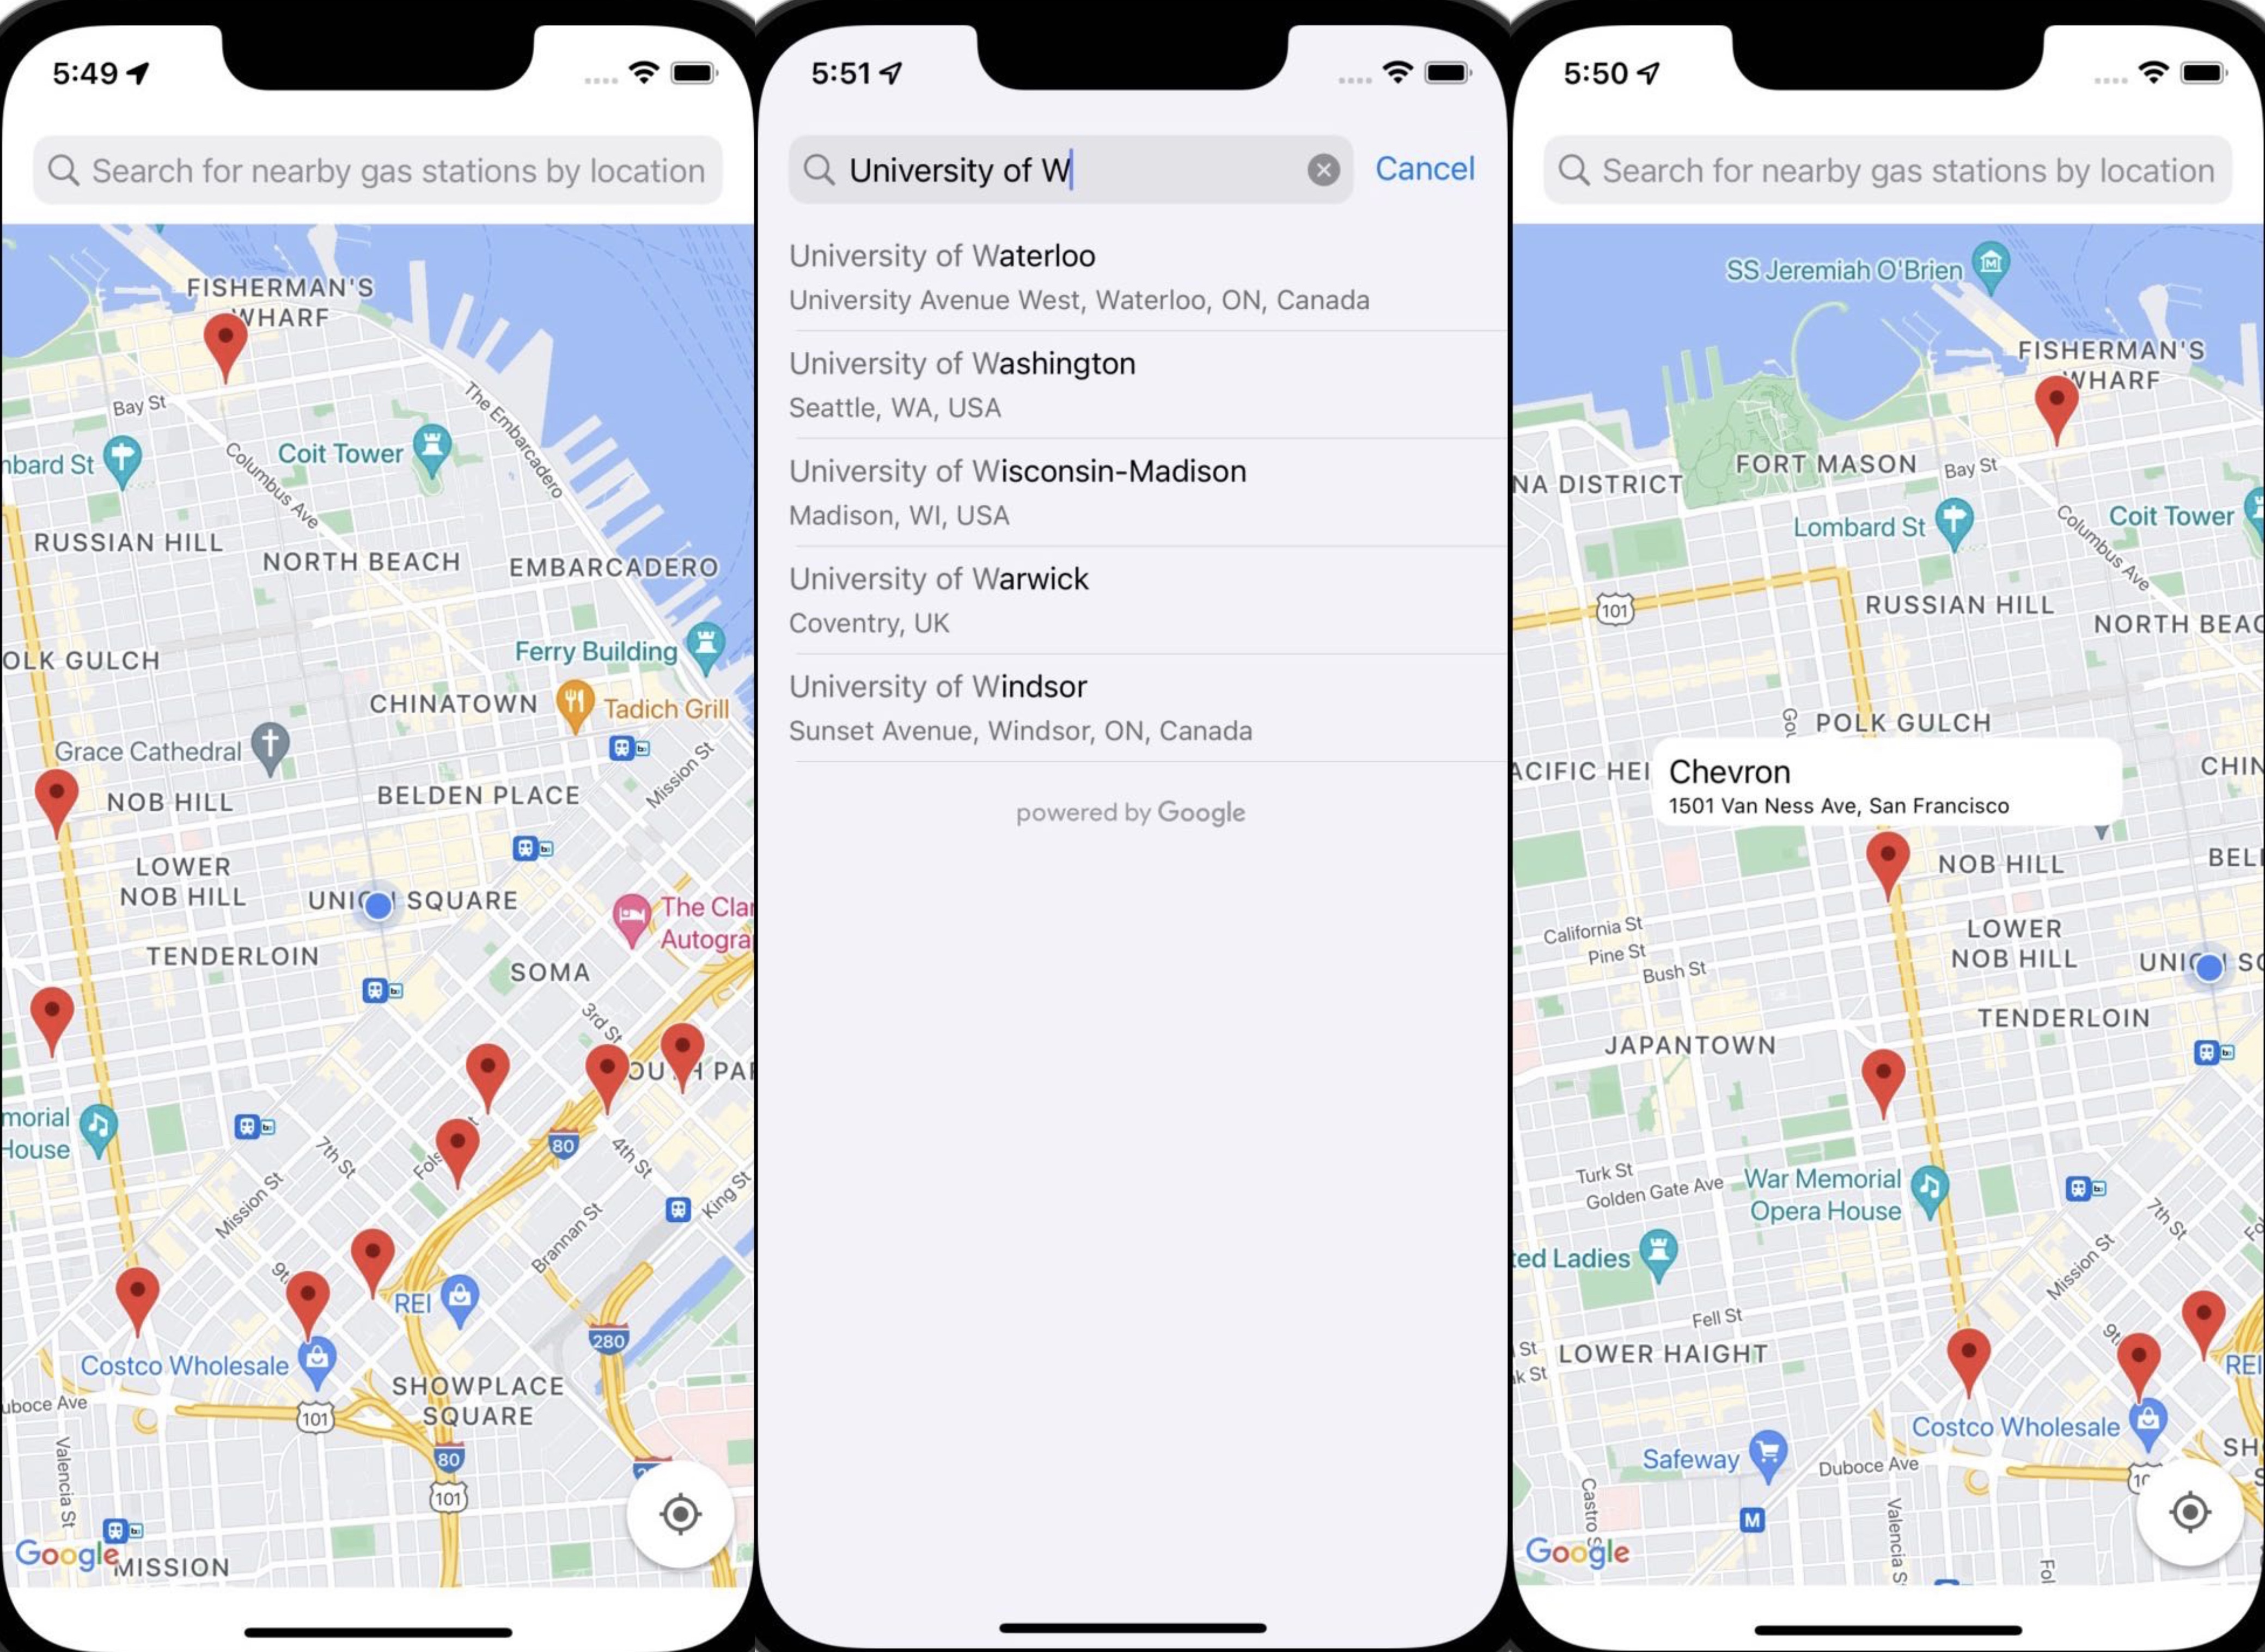 5:49
Search for nearby gas stations by location
FISHERMAN'S
WHARF
Bay St
The Embarcadero
Columbus Ave
Coit Tower
nbard St
RUSSIAN HILL
NORTH BEACH
EMBARCADERO
OLK GULCH
Ferry Building
CHINATOWN
Tadich Grill
Grace Cathedral
Mission St
NOB HILL
BELDEN PLACE
LOWER
NOB HILL
UNI SQUARE
The Cla
Autogra
TENDERLOIN
SOMA
3rd St
OU H PA
morial
House
7th St
Fols
80
4th St
Mission St
King St
Brannan St
9t
REI
280
Costco Wholesale
SHOWPLACE
SQUARE
uboce Ave
101
80
101
Valencia St
Google
MISSION
5:51
University of W
Cancel
University of Waterloo
University Avenue West, Waterloo, ON, Canada
University of Washington
Seattle, WA, USA
University of Wisconsin-Madison
Madison, WI, USA
University of Warwick
Coventry, UK
University of Windsor
Sunset Avenue, Windsor, ON, Canada
powered by Google
5:50
Search for nearby gas stations by location
SS Jeremiah O'Brien
M
FISHERMAN'S
WHARF
FORT MASON
Bay St
NA DISTRICT
Lombard St
Columbus Ave
Coit Tower
101
RUSSIAN HILL
NORTH BEAC
Go
POLK GULCH
ACIFIC HEI
Chevron
1501 Van Ness Ave, San Francisco
CHIN
NOB HILL
BEL
California St
Pine St
Bush St
LOWER
NOB HILL
UNI SQ
TENDERLOIN
JAPANTOWN
Turk St
Golden Gate Ave
War Memorial
Opera House
7th St
Fo
Mission St
ted Ladies
Fell St
9t
St
k St
LOWER HAIGHT
REI
Costco Wholesale
Safeway
Duboce Ave
SH
S
10
Castro S
M
Valencia S
Fol
Google